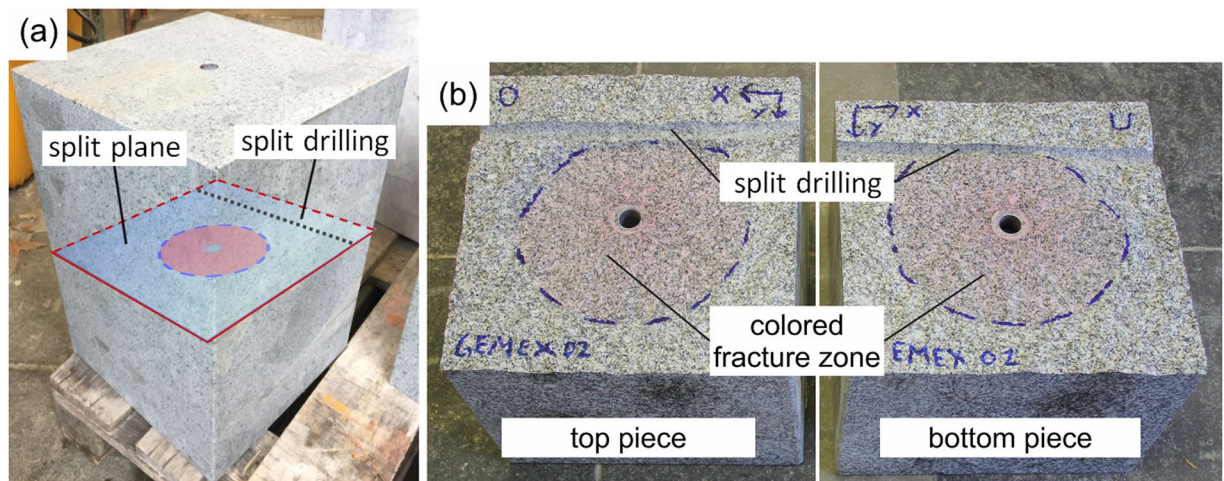 (a)
split plane
split drilling
(b)
O
X
Y
X
Y
U
split drilling
colored
fracture zone
GEMEX 02
EMEX 02
top piece
bottom piece